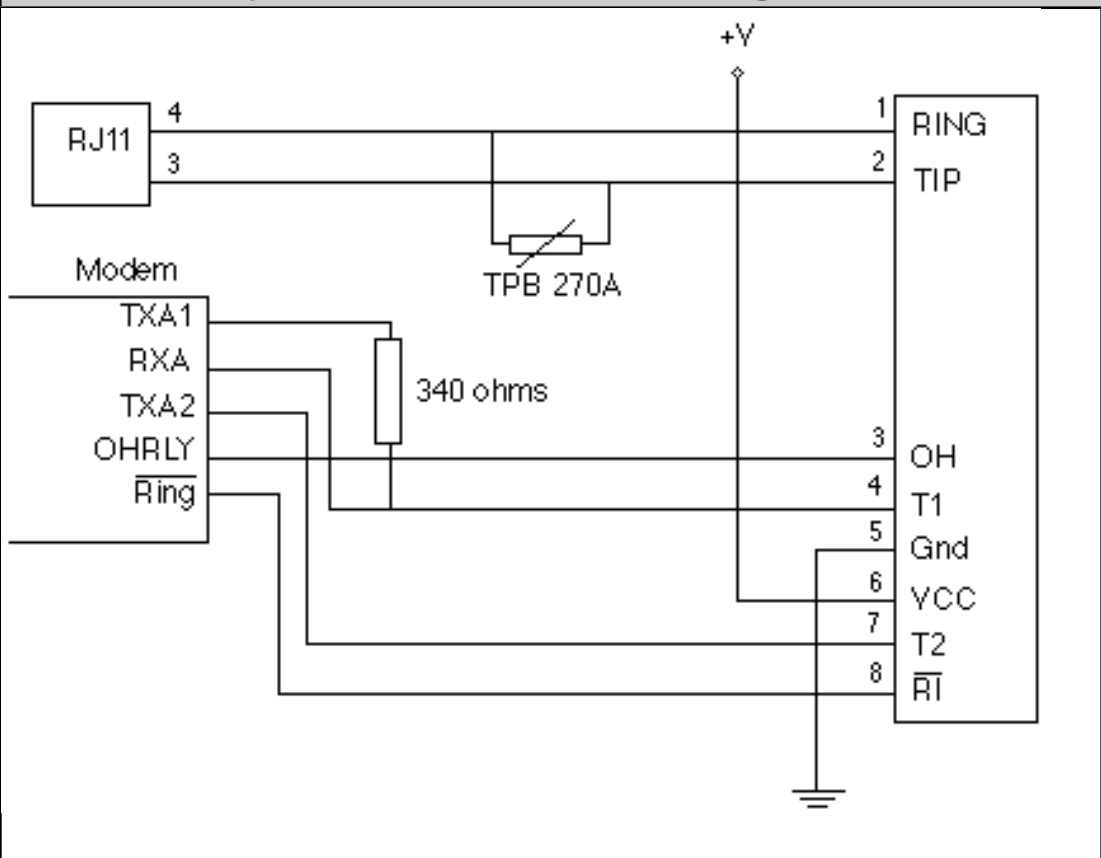 +V
4
1
RJ11
RING
3
2
TIP
TPB 270A
Modem
TXA1
RXA
340 ohms
TXA2
OHRLY
3
OH
Ring
4
T1
5
Gnd
6
VCC
7
T2
8
RI